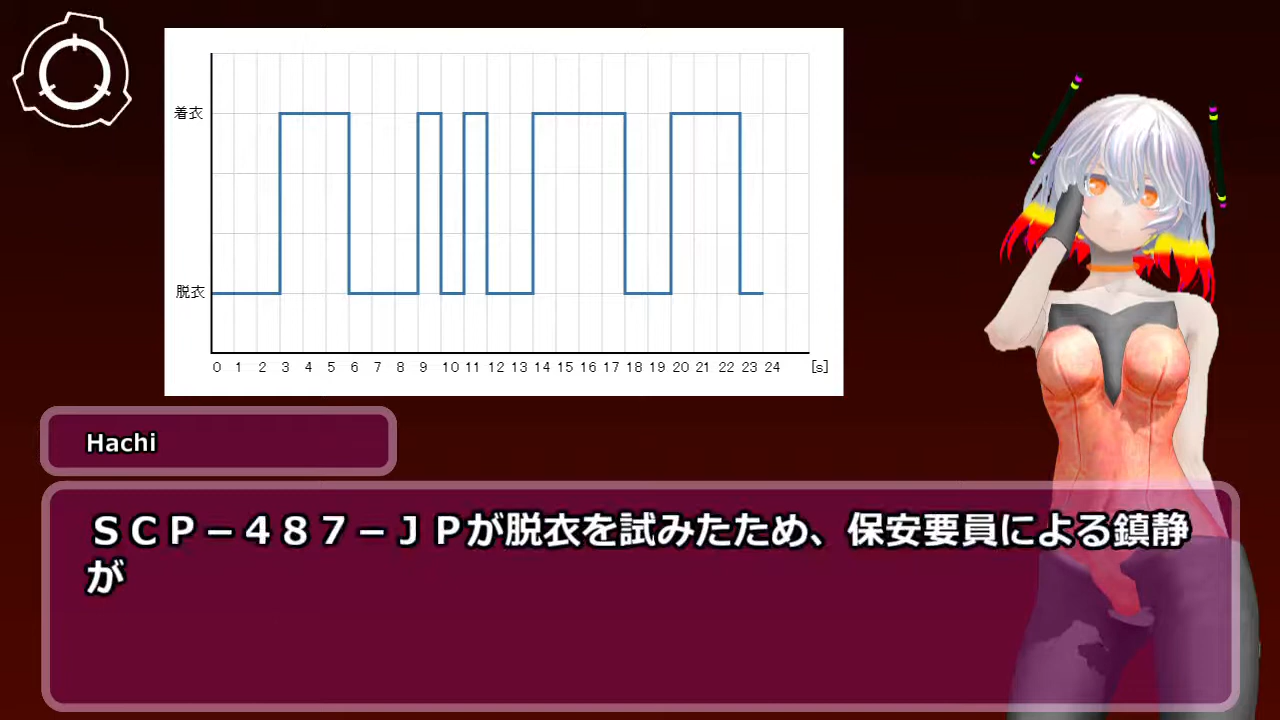 着衣
脱衣
0 1 2 3 4 5 6 7 8 9 10 11 12 13 14 15 16 17 18 19 20 21 22 23 24 [s]
Hachi
ＳＣＰ－４８７－ＪＰが脱衣を試みたため、保安要員による鎮静
が